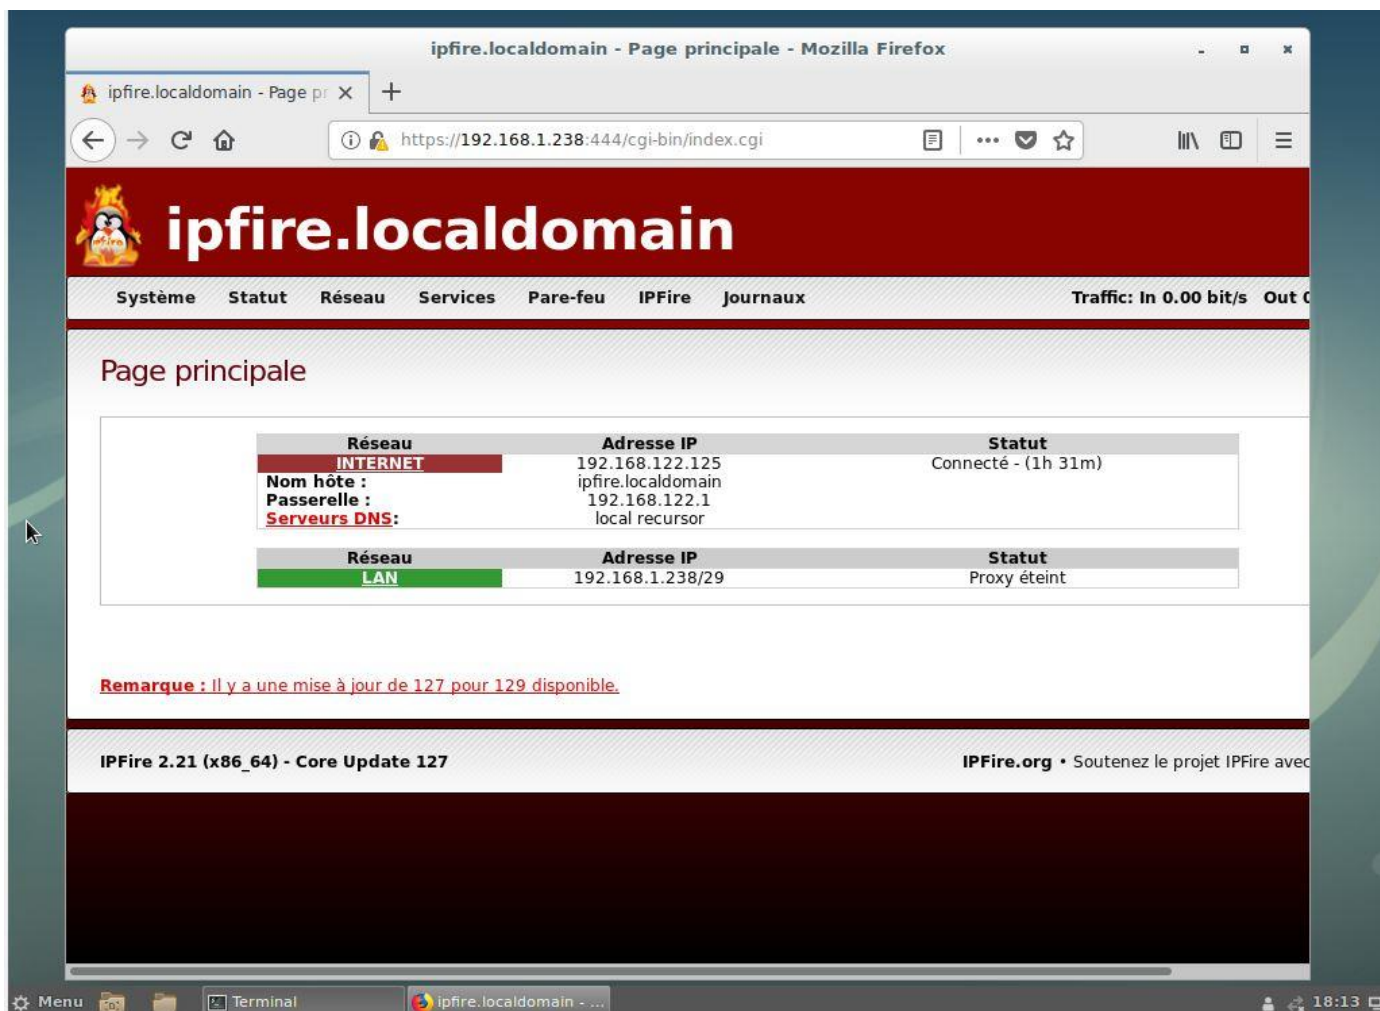 ipfire.localdomain - Page principale - Mozilla Firefox
ipfire.localdomain - Page pr
https://192.168.1.238:444/cgi-bin/index.cgi
ipfire.localdomain
Système Statut Réseau Services Pare-feu IPFire Journaux Traffic: In 0.00 bit/s Out 0
Page principale
Réseau Adresse IP Statut
INTERNET 192.168.122.125 Connecté - (1h 31m)
Nom hôte : ipfire.localdomain
Passerelle : 192.168.122.1
Serveurs DNS: local recursor
Réseau Adresse IP Statut
LAN 192.168.1.238/29 Proxy éteint
Remarque : Il y a une mise à jour de 127 pour 129 disponible.
IPFire 2.21 (x86_64) - Core Update 127 IPFire.org • Soutenez le projet IPFire avec
Menu Terminal ipfire.localdomain - ... 18:13